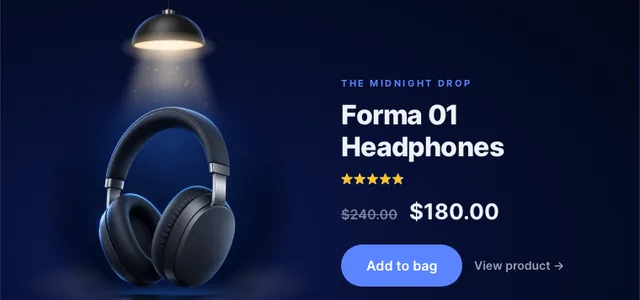 THE MIDNIGHT DROP
Forma 01
Headphones
$240.00 $180.00
Add to bag View product →